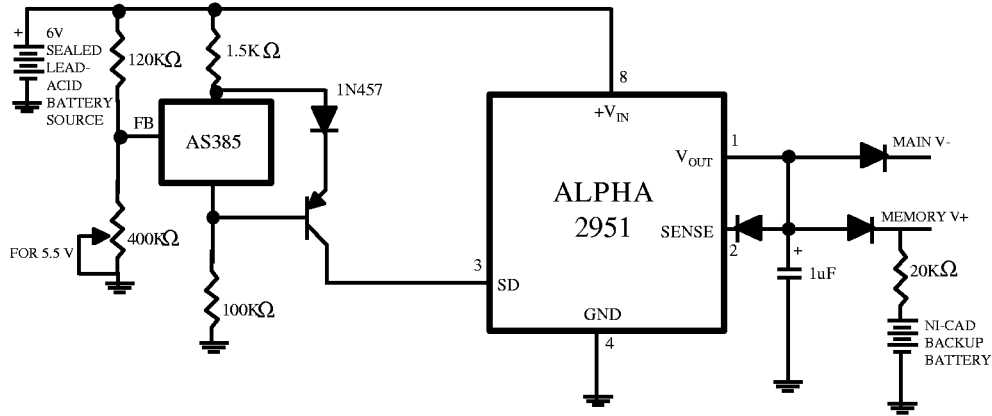 + 6V
SEALED
LEAD-
ACID
BATTERY
SOURCE
120KΩ
1.5KΩ
1N457
FB
AS385
400KΩ
FOR 5.5 V
100KΩ
8
+VIN
1
VOUT
MAIN V-
ALPHA
2951
SENSE
2
MEMORY V+
3
SD
+
1uF
20KΩ
GND
4
NI-CAD
BACKUP
BATTERY